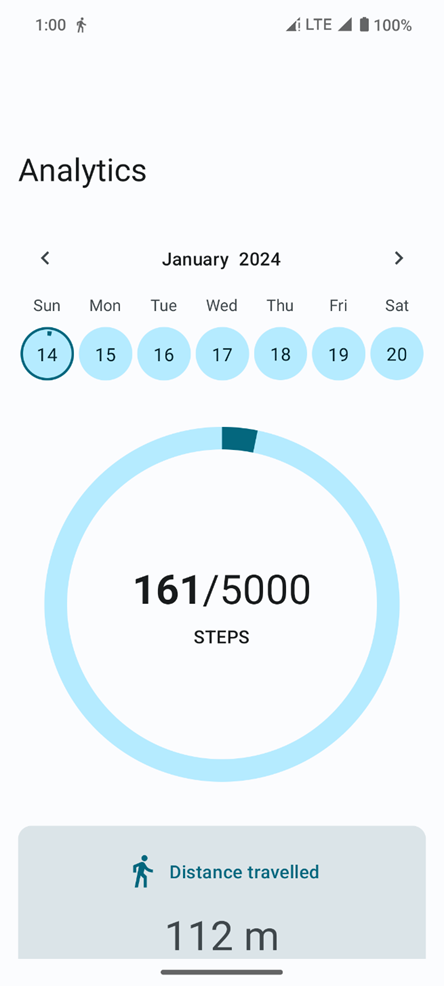 1:00 LTE 100%
Analytics
January 2024
Sun Mon Tue Wed Thu Fri Sat
14 15 16 17 18 19 20
161/5000
STEPS
Distance travelled
112 m